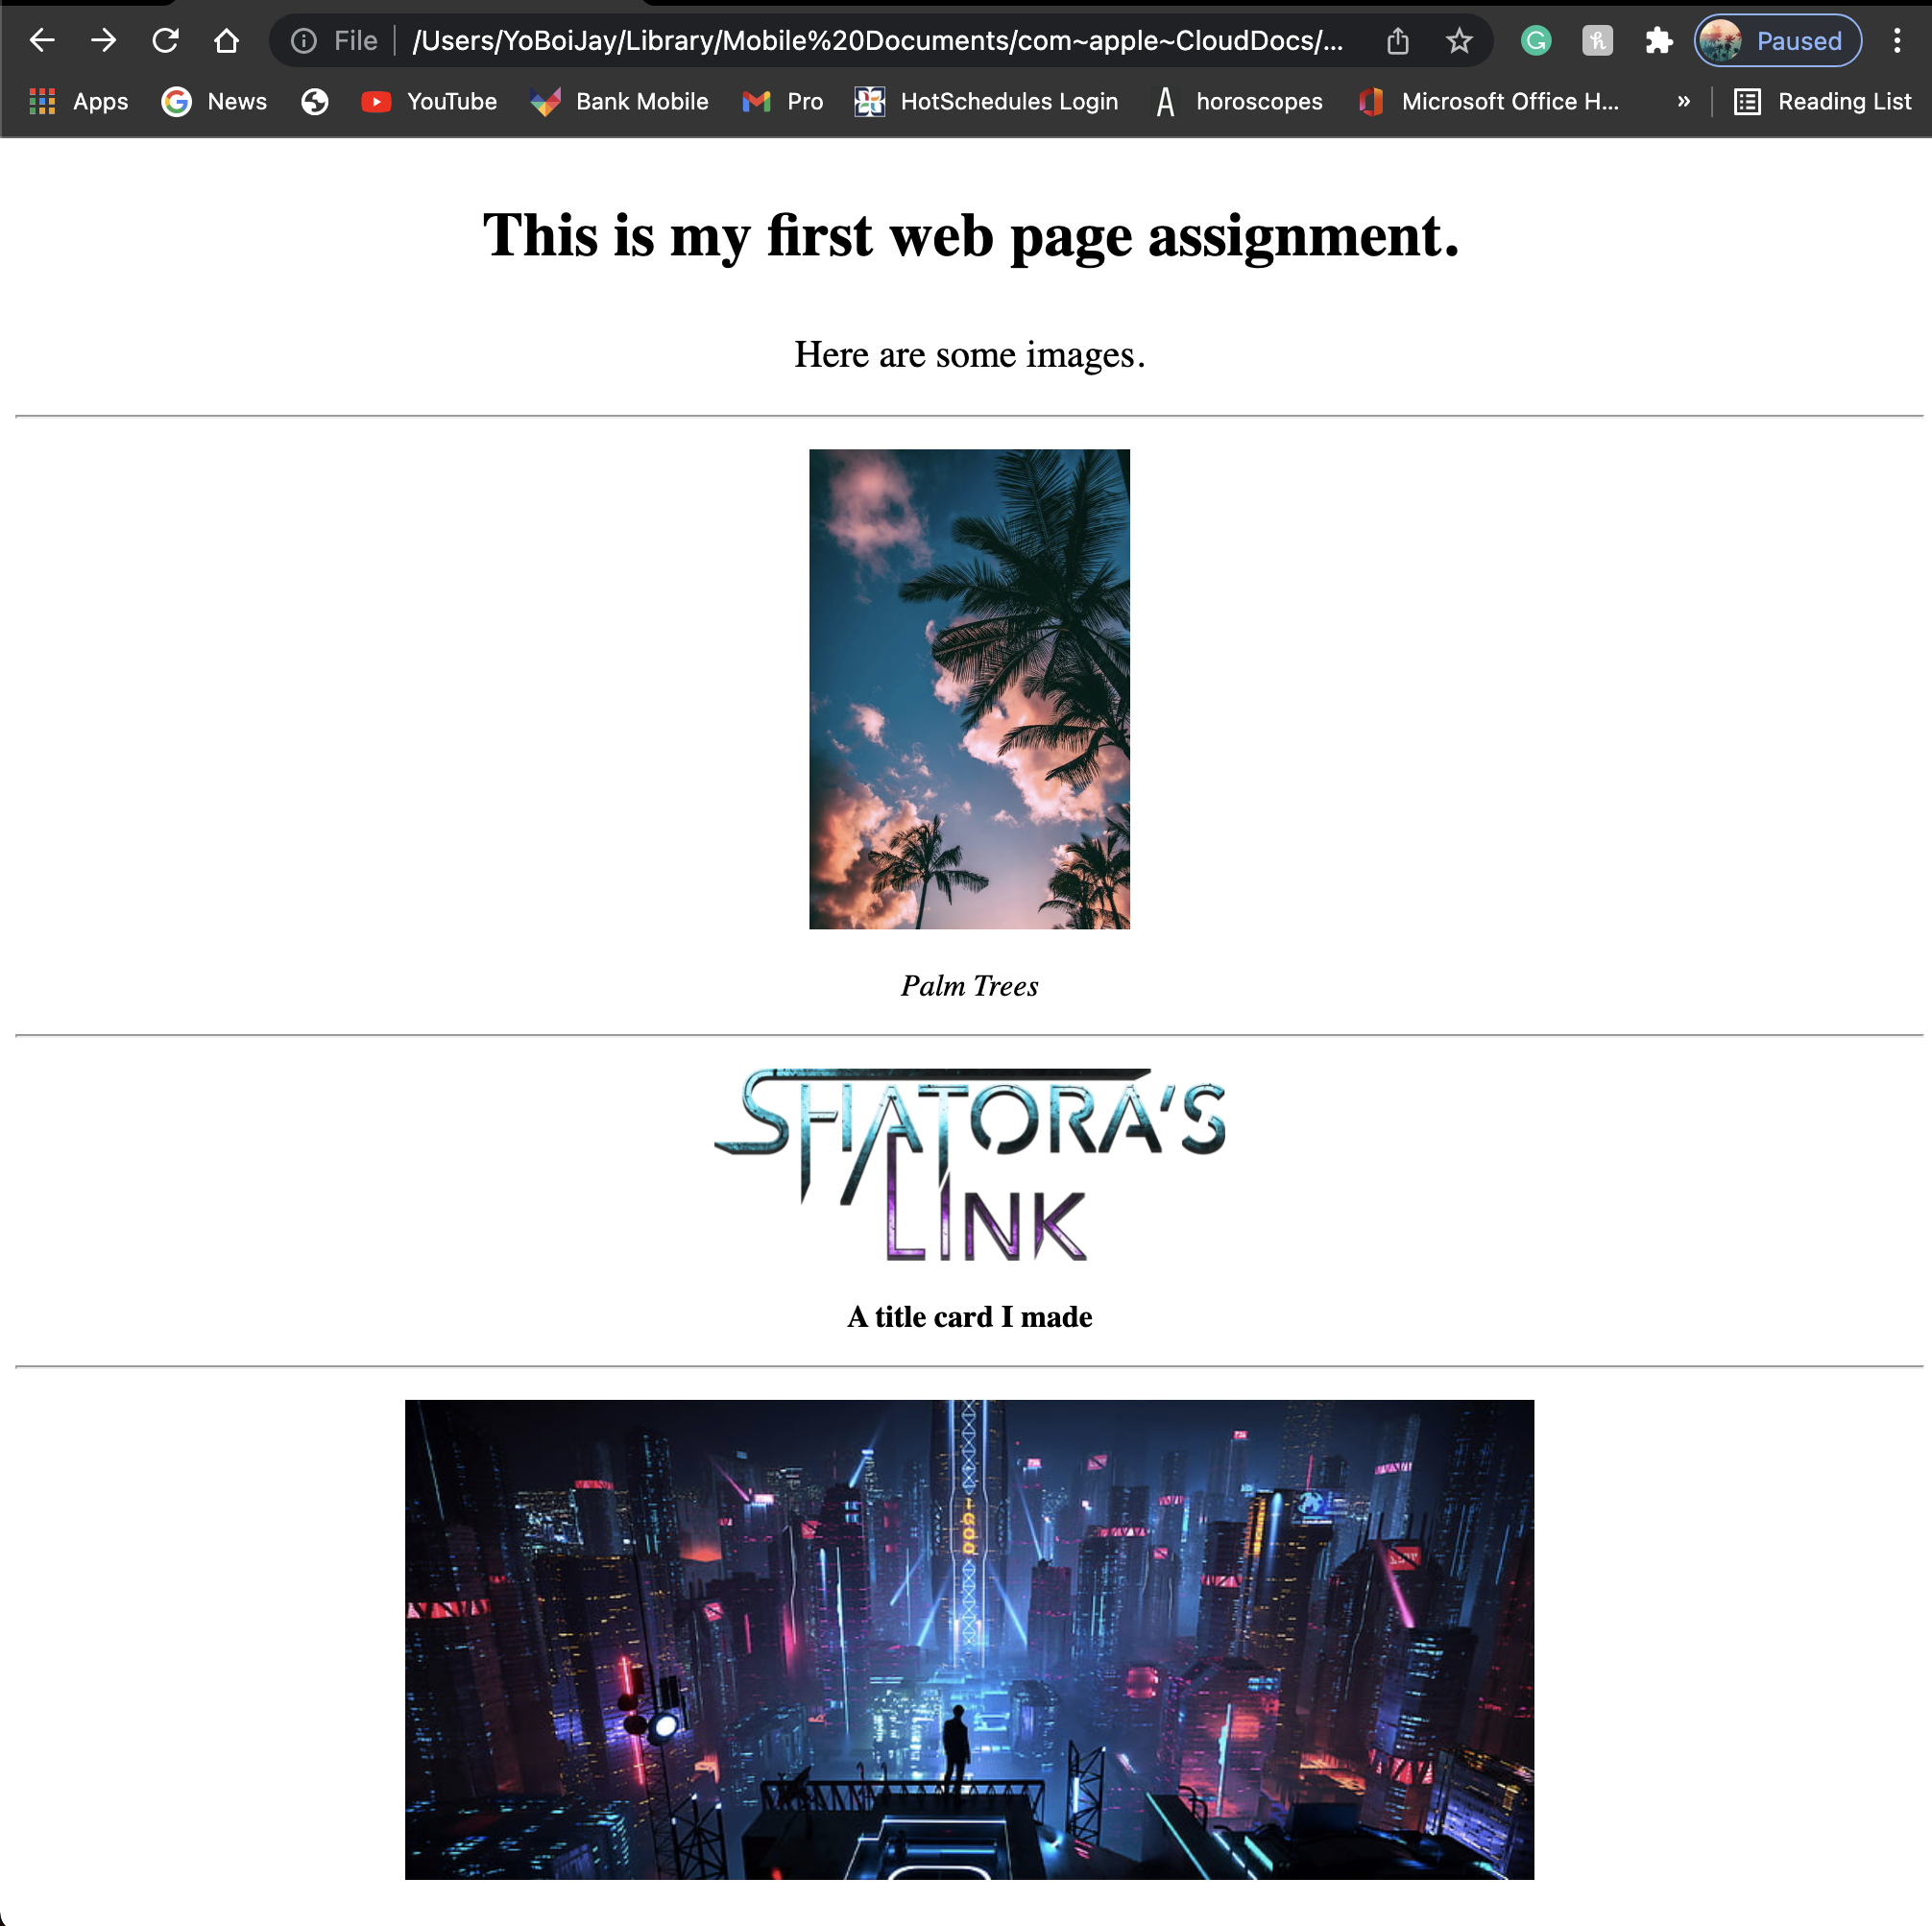 File /Users/YoBoiJay/Library/Mobile%20Documents/com~apple~CloudDocs/... Paused
Apps News YouTube Bank Mobile Pro HotSchedules Login horoscopes Microsoft Office H... » Reading List
This is my first web page assignment.
Here are some images.
Palm Trees
SHATORA'S
LINK
A title card I made